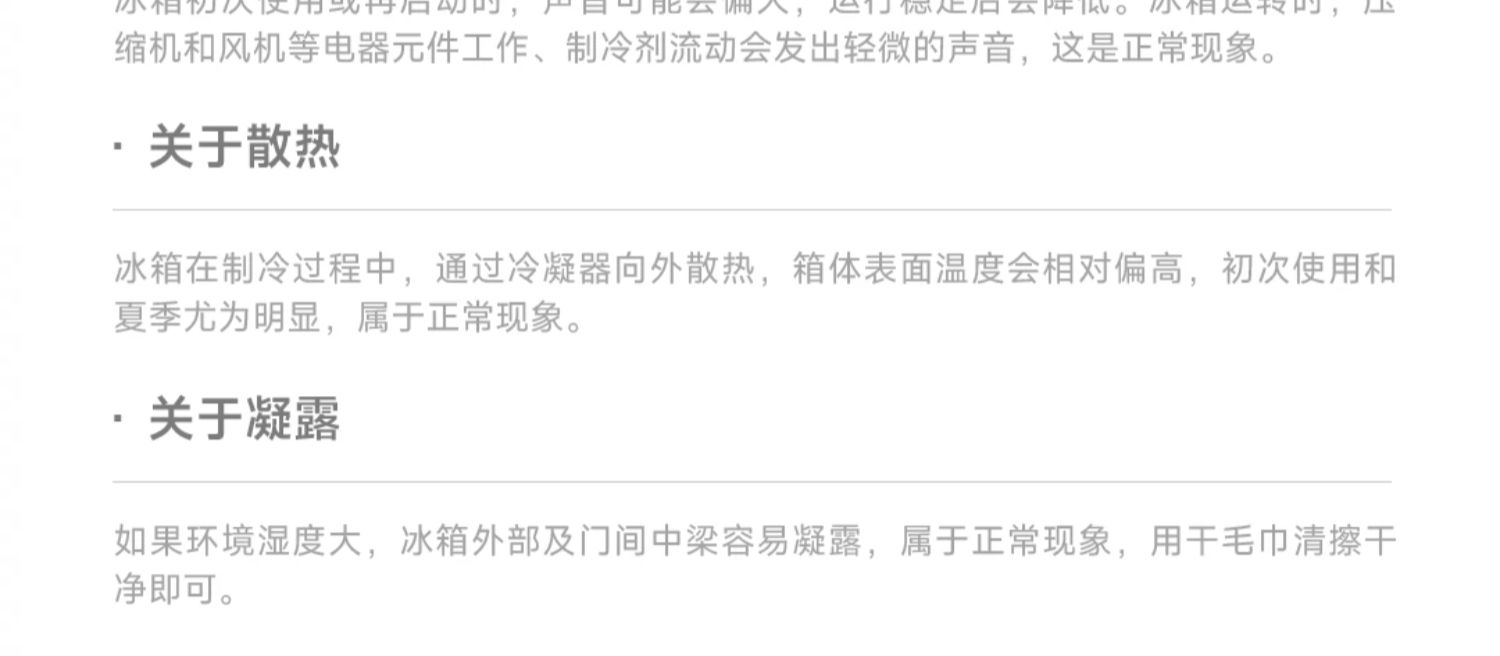 冰箱初次使用或再启动时，声音可能会偏大，运行稳定后会降低。冰箱运转时，压
缩机和风机等电器元件工作、制冷剂流动会发出轻微的声音，这是正常现象。
· 关于散热
冰箱在制冷过程中，通过冷凝器向外散热，箱体表面温度会相对偏高，初次使用和
夏季尤为明显，属于正常现象。
· 关于凝露
如果环境湿度大，冰箱外部及门间中梁容易凝露，属于正常现象，用干毛巾清擦干
净即可。